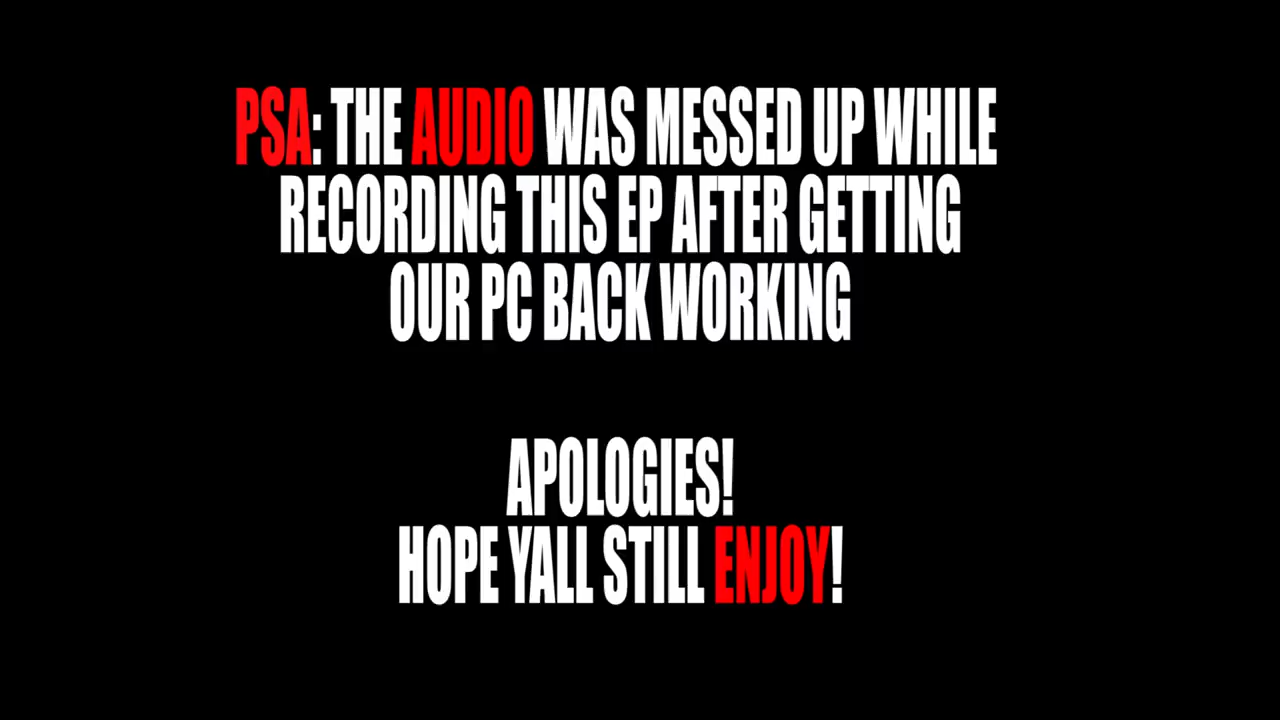 PSA: THE AUDIO WAS MESSED UP WHILE
RECORDING THIS EP AFTER GETTING
OUR PC BACK WORKING
APOLOGIES!
HOPE YALL STILL ENJOY!